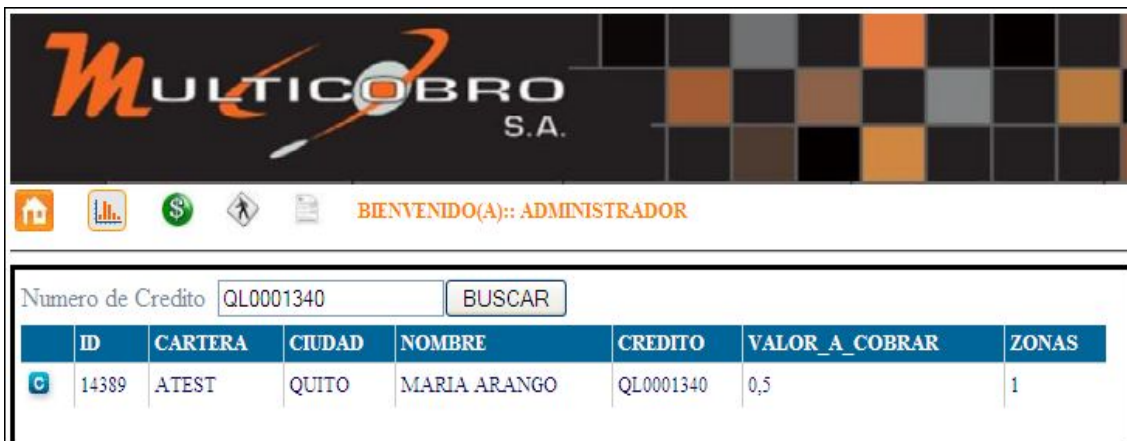 MULTICOBRO
S.A.
BIENVENIDO(A):: ADMINISTRADOR
Numero de Credito QL0001340 BUSCAR
ID CARTERA CIUDAD NOMBRE CREDITO VALOR_A_COBRAR ZONAS
C 14389 ATEST QUITO MARIA ARANGO QL0001340 0,5 1